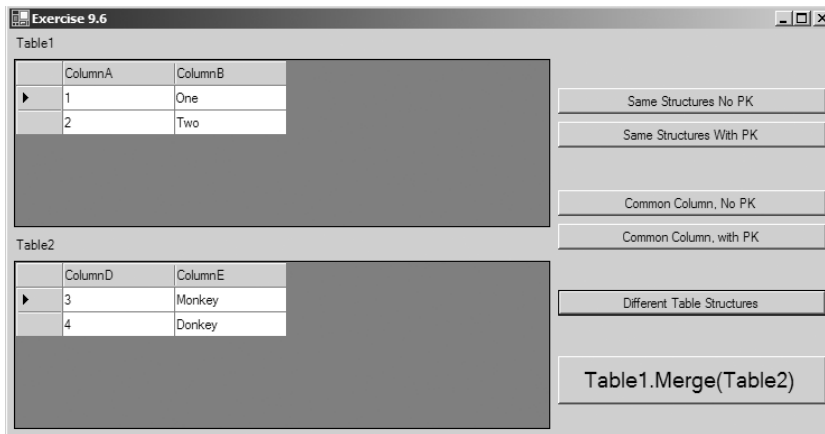 Exercise 9.6
Table1
ColumnA ColumnB
1 One
2 Two
Table2
ColumnD ColumnE
3 Monkey
4 Donkey
Same Structures No PK
Same Structures With PK
Common Column, No PK
Common Column, with PK
Different Table Structures
Table1.Merge(Table2)